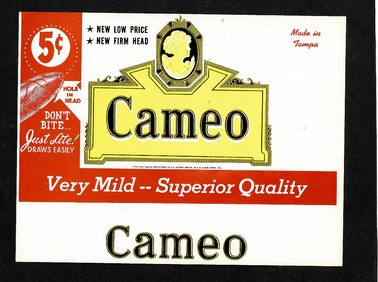 5¢
★ NEW LOW PRICE
★ NEW FIRM HEAD
Made in
Tampa
HOLE
IN
HEAD
DON'T
BITE...
Just Lite!
DRAWS EASILY
Cameo
Very Mild -- Superior Quality
Cameo